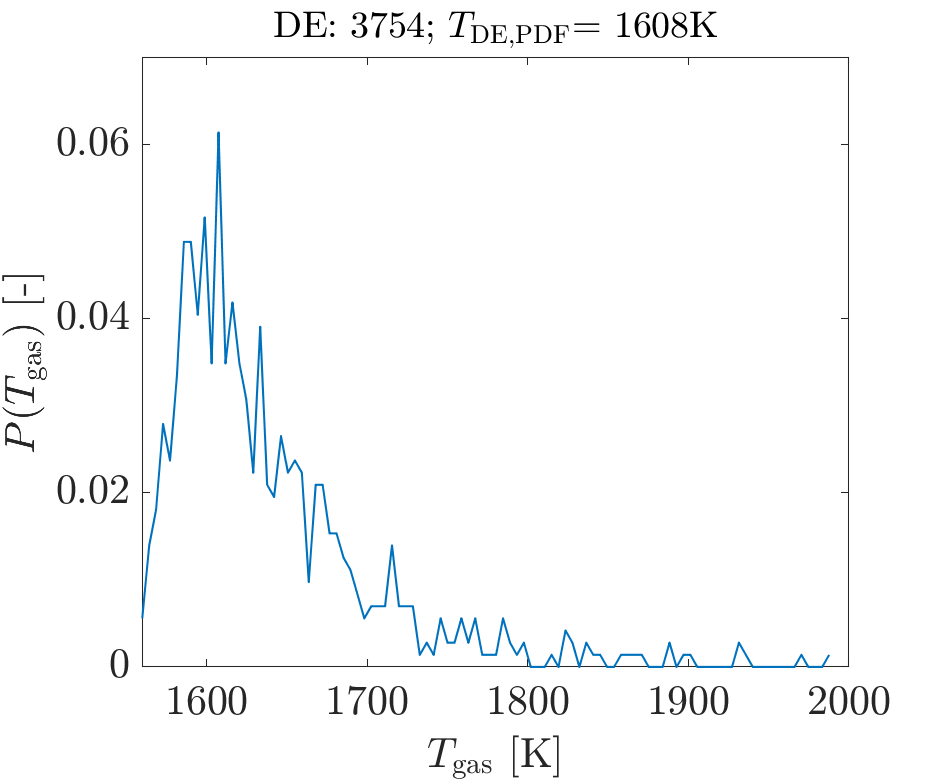 DE: 3754; T_DE,PDF= 1608K
0.06
0.04
0.02
0
P(T_gas) [-]
1600 1700 1800 1900 2000
T_gas [K]